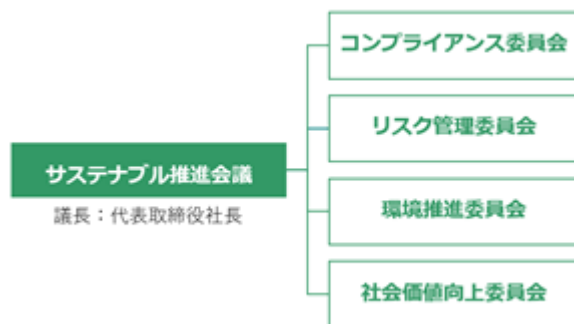 コンプライアンス委員会
リスク管理委員会
サステナブル推進会議
議長：代表取締役社長
環境推進委員会
社会価値向上委員会